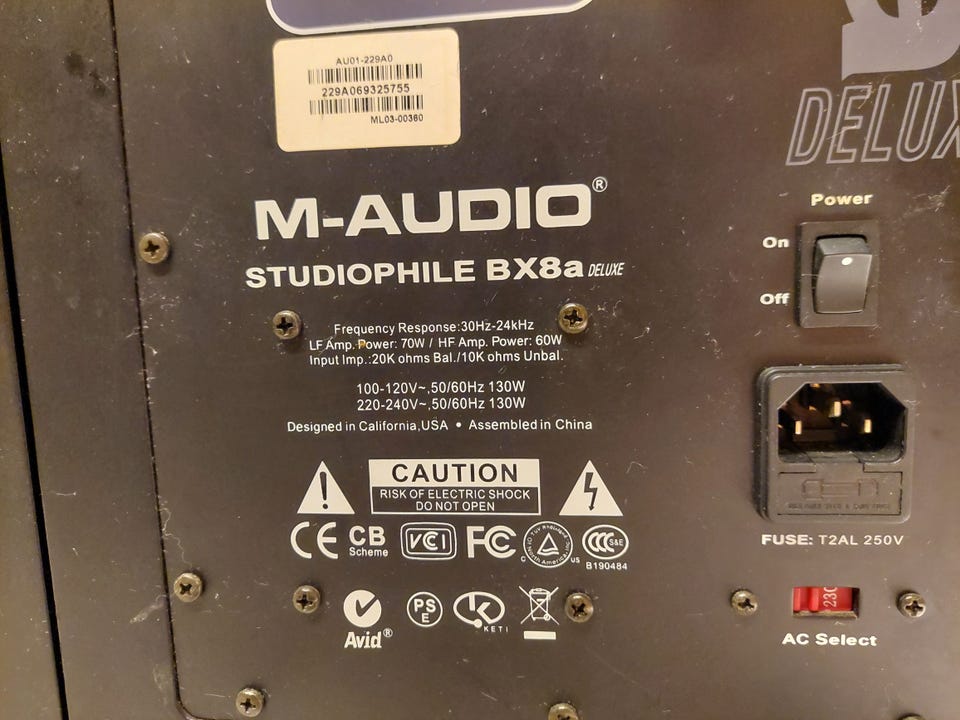 AU01-229A0
229A069325755
ML03-00360
DELUX
M-AUDIO®
STUDIOPHILE BX8a DELUXE
Power
On
Off
Frequency Response:30Hz-24kHz
LF Amp. Power: 70W / HF Amp. Power: 60W
Input Imp.:20K ohms Bal./10K ohms Unbal.
100-120V~,50/60Hz 130W
220-240V~,50/60Hz 130W
Designed in California,USA • Assembled in China
CAUTION
RISK OF ELECTRIC SHOCK
DO NOT OPEN
FUSE: T2AL 250V
CE CB Scheme VCI FC C US CCC S&E
B190484
Avid®
PS E
K KETI
230
AC Select